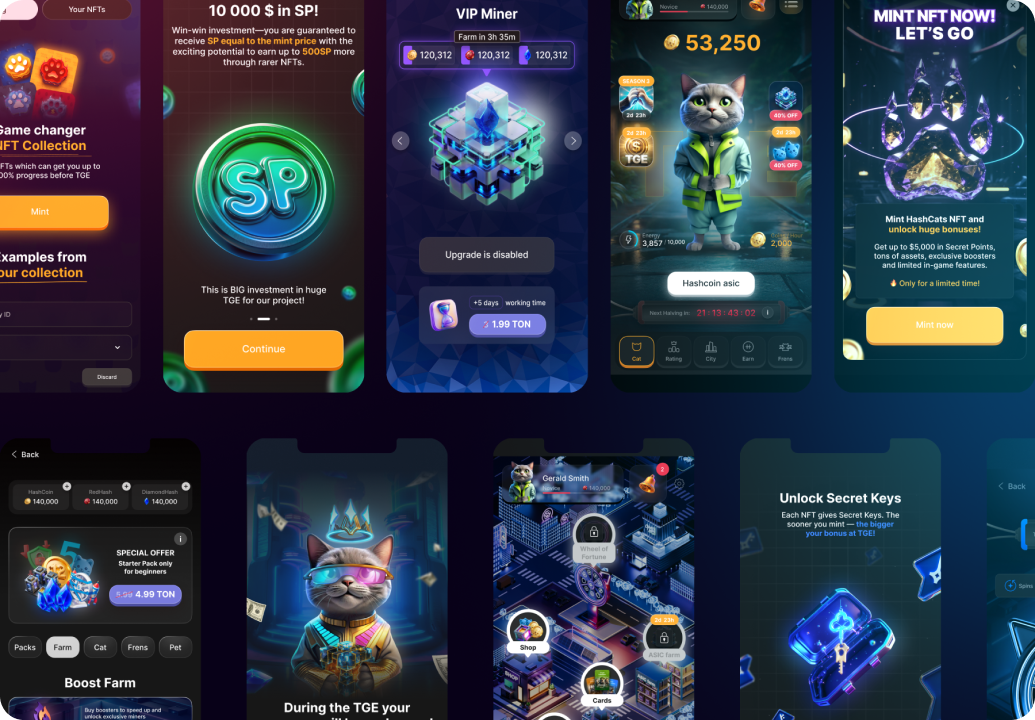 Your NFTs
Game changer
NFT Collection
NFTs which can get you up to
00% progress before TGE
Mint
Examples from
our collection
y ID
Discard
10 000 $ in SP!
Win-win investment—you are guaranteed to
receive SP equal to the mint price with the
exciting potential to earn up to 500SP more
through rarer NFTs.
SP
This is BIG investment in huge
TGE for our project!
Continue
VIP Miner
Farm in 3h 35m
120,312
120,312
120,312
Upgrade is disabled
+5 days working time
1.99 TON
Novice
140,000
53,250
SEASON 2
2d 23h
40% OFF
2d 23h
TGE
2d 23h
40% OFF
Energy
3,857 / 10,000
2,000
Hashcoin asic
Next Halving in: 21:13:43:02
Cat
Rating
City
Earn
Frens
MINT NFT NOW!
LET'S GO
Mint HashCats NFT and
unlock huge bonuses!
Get up to $5,000 in Secret Points,
tons of assets, exclusive boosters
and limited in-game features.
Only for a limited time!
Mint now
Back
HashCoin
140,000
RedHash
140,000
DiamondHash
140,000
SPECIAL OFFER
Starter Pack only
for beginners
4.99 TON
Packs
Farm
Cat
Frens
Pet
Boost Farm
Buy boosters to speed up and
unlock exclusive miners
During the TGE your
Gerald Smith
Novice
140,000
2
Wheel of
Fortune
Shop
2d 23h
ASIC farm
SHOP
Cards
Unlock Secret Keys
Each NFT gives Secret Keys. The
sooner you mint — the bigger
your bonus at TGE!
Back
Spins